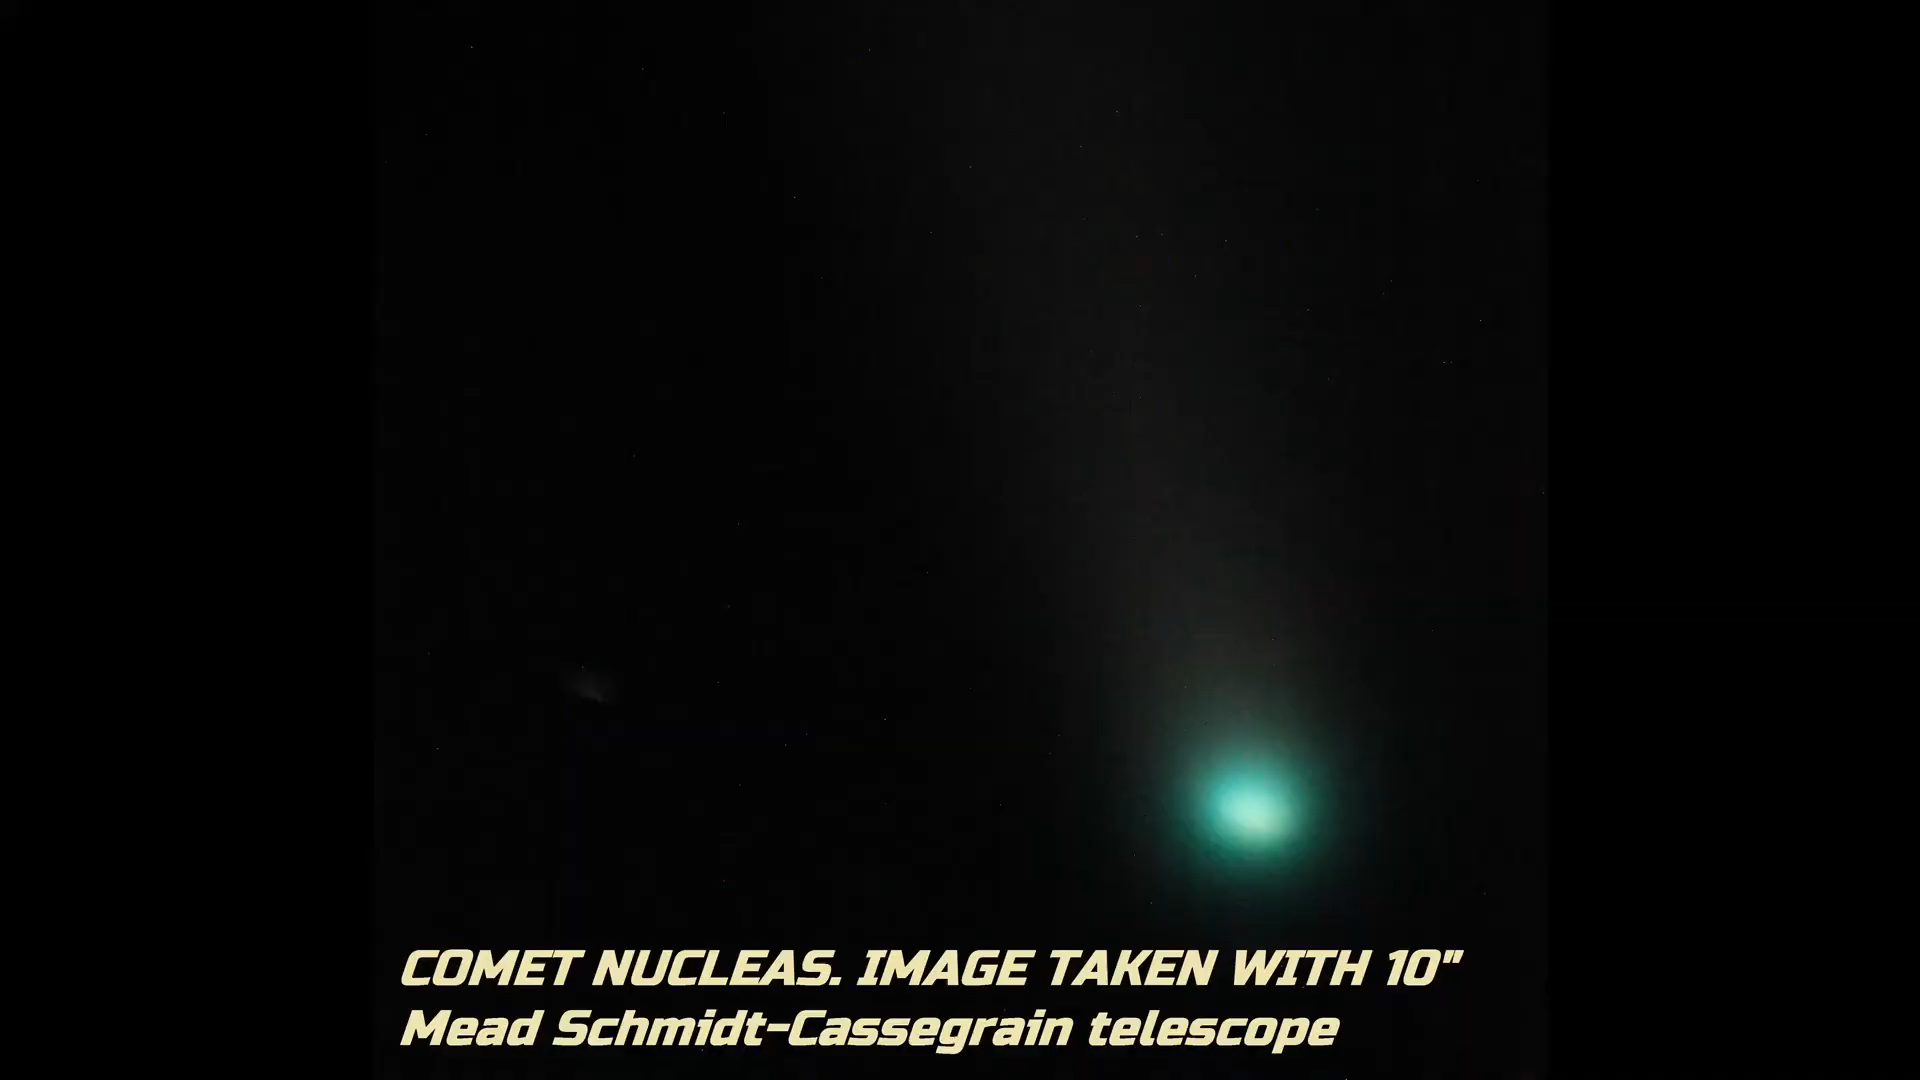 COMET NUCLEAS. IMAGE TAKEN WITH 10"
Mead Schmidt-Cassegrain telescope